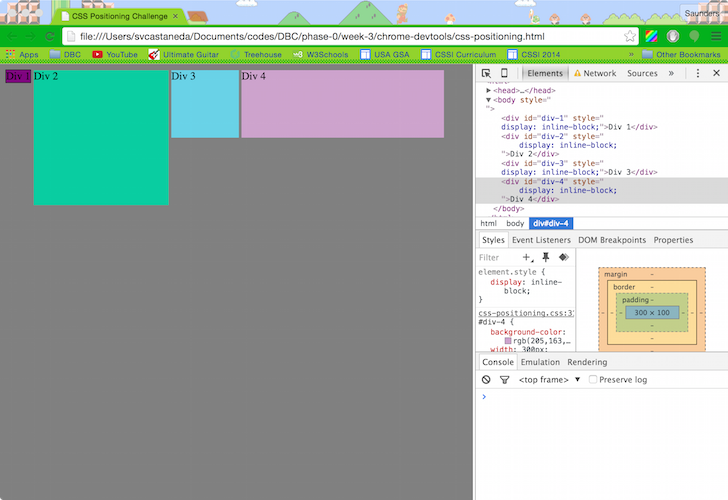 CSS Positioning Challenge
Saunders
file:///Users/svcastaneda/Documents/codes/DBC/phase-0/week-3/chrome-devtools/css-positioning.html
Apps DBC YouTube Ultimate Guitar Treehouse W3Schools USA GSA CSSi Curriculum CSSi 2014 » Other Bookmarks
Div 1 Div 2 Div 3 Div 4
Elements Network Sources »
<head>…</head>
<body style="
">
<div id="div-1" style="
display: inline-block;">Div 1</div>
<div id="div-2" style="
display: inline-block;
">Div 2</div>
<div id="div-3" style="
display: inline-block;">Div 3</div>
<div id="div-4" style="
display: inline-block;
">Div 4</div>
</body>
html body div#div-4
Styles Event Listeners DOM Breakpoints Properties
Filter
element.style {
display: inline-
block;
}
css-positioning.css:3
#div-4 {
background-color:
rgb(205,163,…
width: 300px;
margin -
border -
padding -
300 × 100
Console Emulation Rendering
<top frame> ▼ Preserve log
>